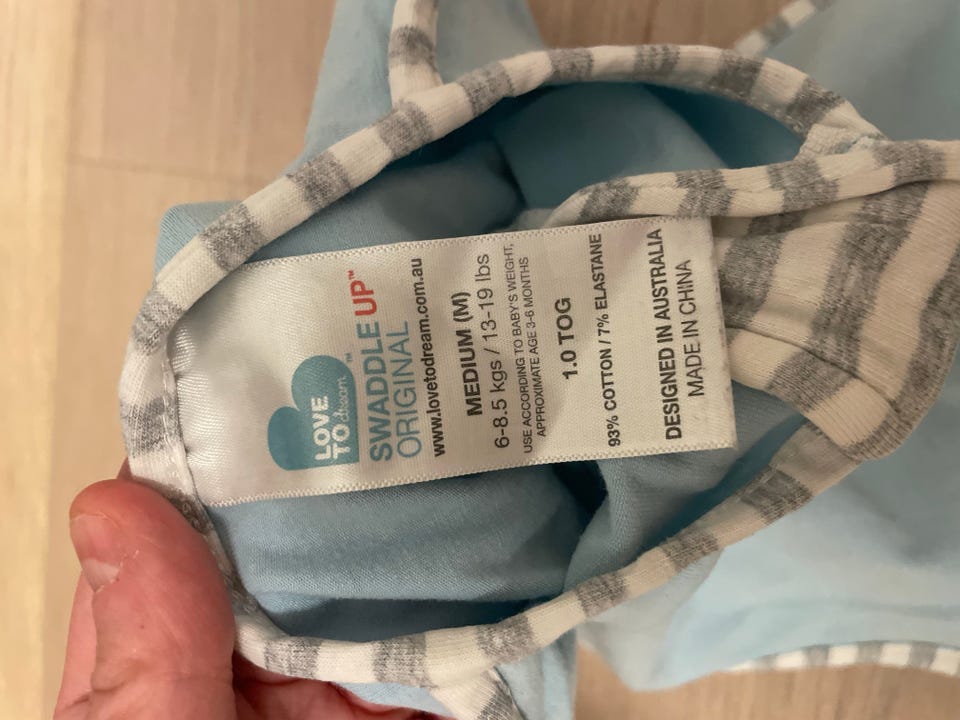 LOVE
TO dream™
SWADDLE UP™
ORIGINAL
www.lovetodream.com.au
MEDIUM (M)
6-8.5 kgs / 13-19 lbs
USE ACCORDING TO BABY'S WEIGHT,
APPROXIMATE AGE 3-6 MONTHS
1.0 TOG
93% COTTON / 7% ELASTANE
DESIGNED IN AUSTRALIA
MADE IN CHINA